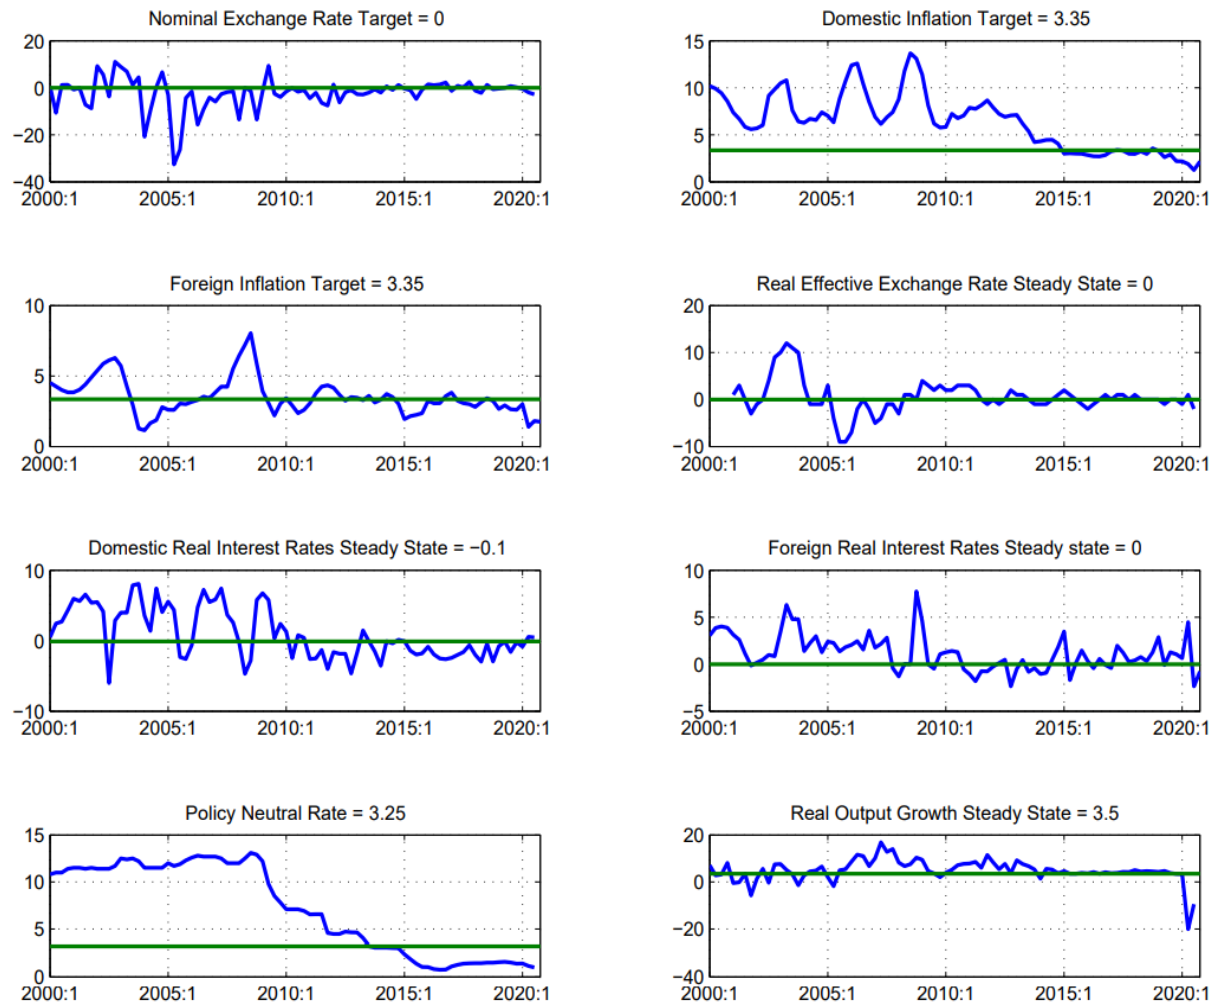 Nominal Exchange Rate Target = 0
20
0
−20
−40
2000:1 2005:1 2010:1 2015:1 2020:1
Domestic Inflation Target = 3.35
15
10
5
0
2000:1 2005:1 2010:1 2015:1 2020:1
Foreign Inflation Target = 3.35
10
5
0
2000:1 2005:1 2010:1 2015:1 2020:1
Real Effective Exchange Rate Steady State = 0
20
10
0
−10
2000:1 2005:1 2010:1 2015:1 2020:1
Domestic Real Interest Rates Steady State = −0.1
10
0
−10
2000:1 2005:1 2010:1 2015:1 2020:1
Foreign Real Interest Rates Steady state = 0
10
5
0
−5
2000:1 2005:1 2010:1 2015:1 2020:1
Policy Neutral Rate = 3.25
15
10
5
0
2000:1 2005:1 2010:1 2015:1 2020:1
Real Output Growth Steady State = 3.5
20
0
−20
−40
2000:1 2005:1 2010:1 2015:1 2020:1